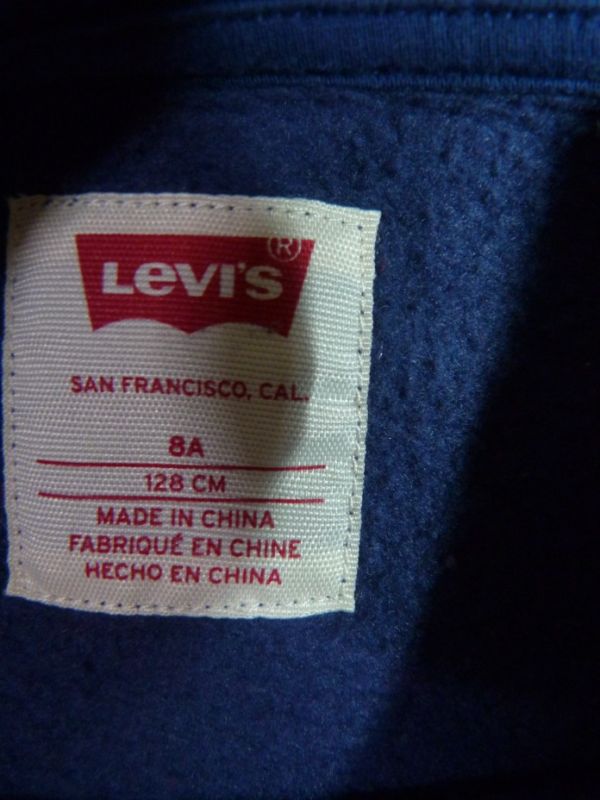 Levi's ®
SAN FRANCISCO, CAL.
8A
128 CM
MADE IN CHINA
FABRIQUÉ EN CHINE
HECHO EN CHINA